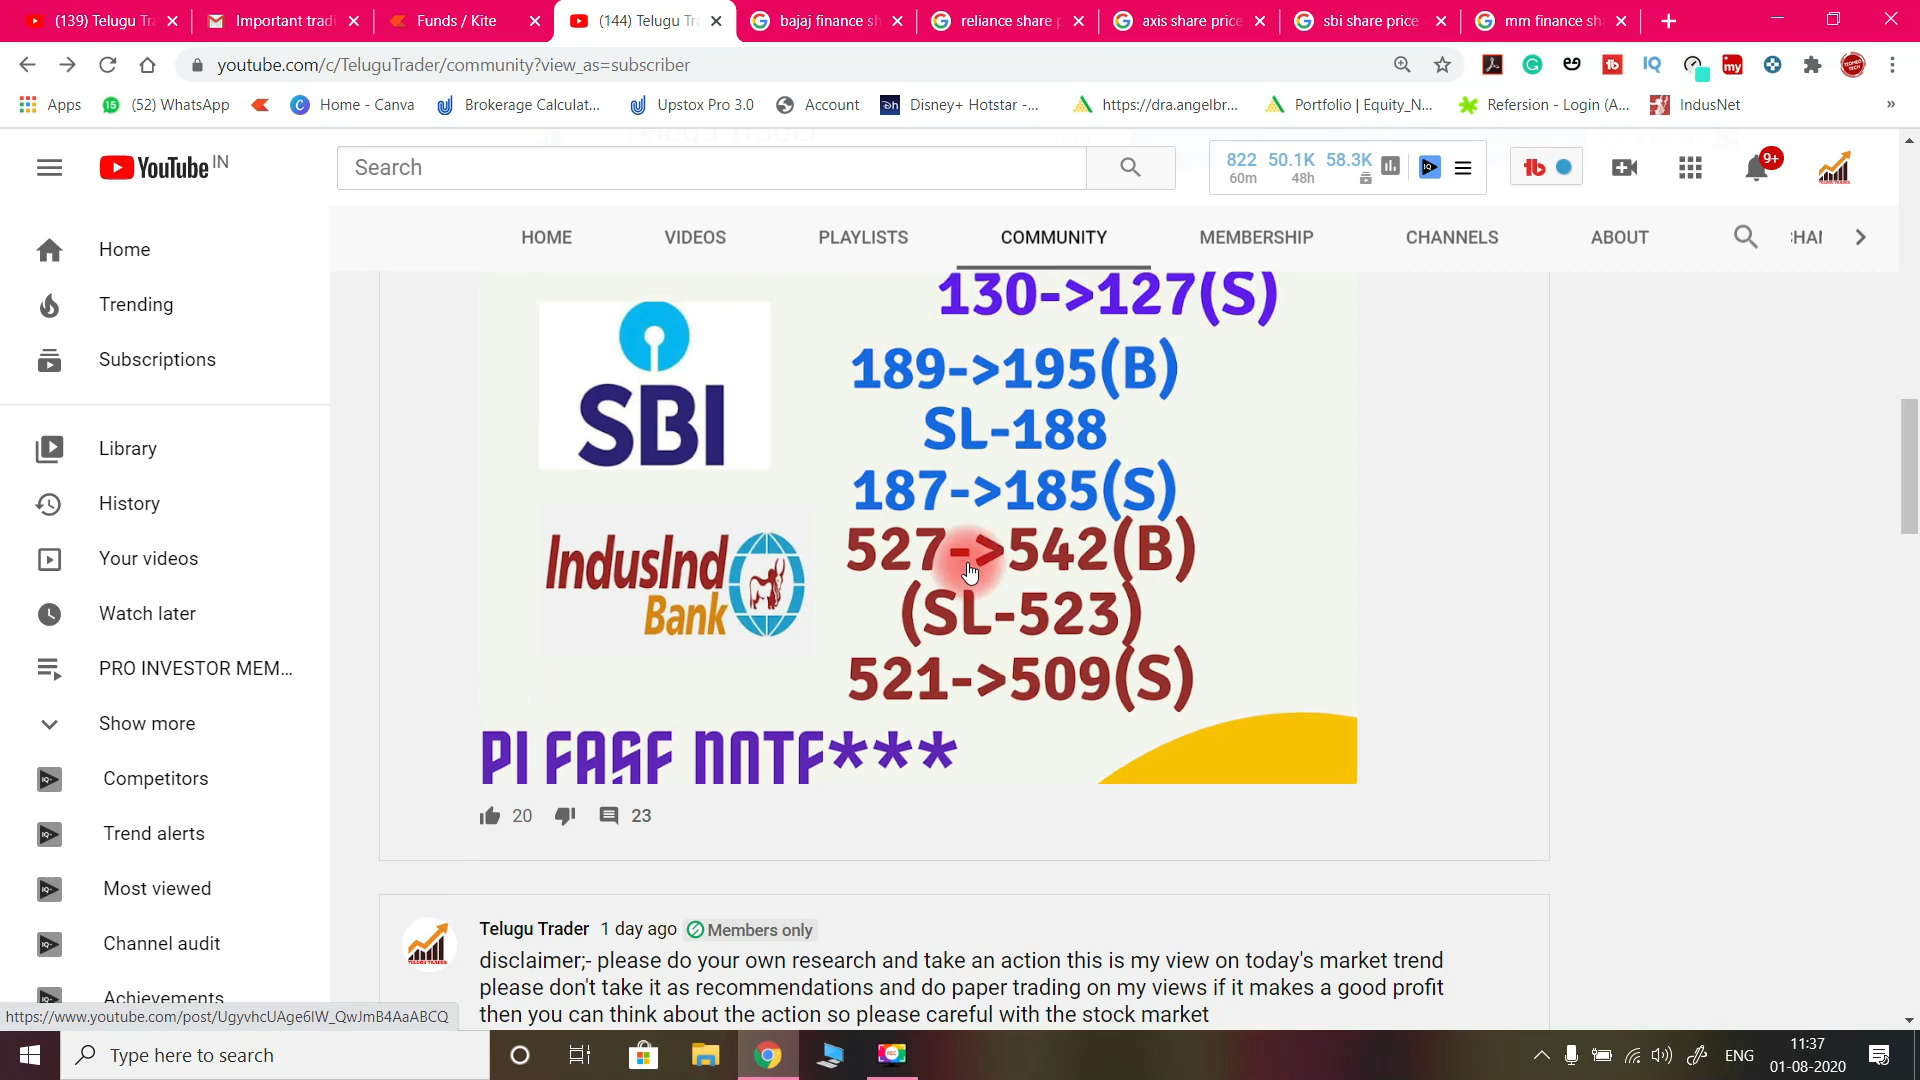 (139) Telugu Tr
Important tradi
Funds / Kite
(144) Telugu Tr
bajaj finance sh
reliance share p
axis share price
sbi share price
mm finance sha
youtube.com/c/TeluguTrader/community?view_as=subscriber
Apps
(52) WhatsApp
Home - Canva
Brokerage Calculat...
Upstox Pro 3.0
Account
Disney+ Hotstar -...
https://dra.angelbr...
Portfolio | Equity_N...
Refersion - Login (A...
IndusNet
»
YouTube IN
Search
822 50.1K 58.3K
60m 48h
9+
HOME
VIDEOS
PLAYLISTS
COMMUNITY
MEMBERSHIP
CHANNELS
ABOUT
Home
Trending
Subscriptions
Library
History
Your videos
Watch later
PRO INVESTOR MEM...
Show more
Competitors
Trend alerts
Most viewed
Channel audit
Achievements
130->127(S)
SBI
189->195(B)
SL-188
187->185(S)
IndusInd
Bank
527->542(B)
(SL-523)
521->509(S)
PLEASE NOTE***
20
23
Telugu Trader 1 day ago Members only
disclaimer;- please do your own research and take an action this is my view on today's market trend
please don't take it as recommendations and do paper trading on my views if it makes a good profit
then you can think about the action so please careful with the stock market
https://www.youtube.com/post/UgyvhcUAge6IW_QwJmB4AaABCQ
Type here to search
ENG
11:37
01-08-2020